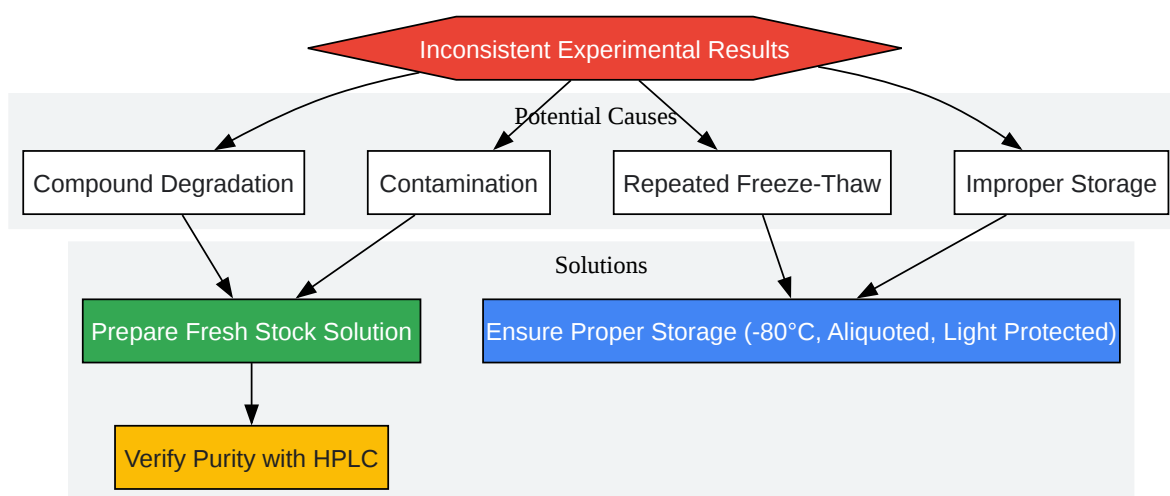 Inconsistent Experimental Results
Potential Causes
Compound Degradation
Contamination
Repeated Freeze-Thaw
Improper Storage
Solutions
Prepare Fresh Stock Solution
Ensure Proper Storage (-80°C, Aliquoted, Light Protected)
Verify Purity with HPLC